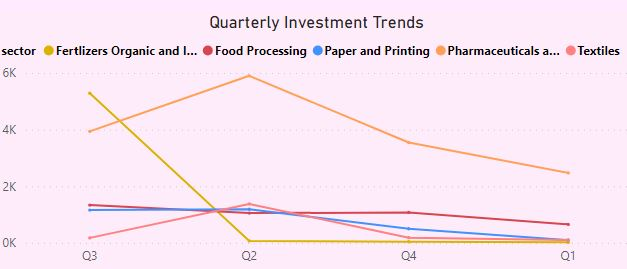 Quarterly Investment Trends
sector Fertlizers Organic and I... Food Processing Paper and Printing Pharmaceuticals a... Textiles
6K
4K
2K
0K
Q3 Q2 Q4 Q1